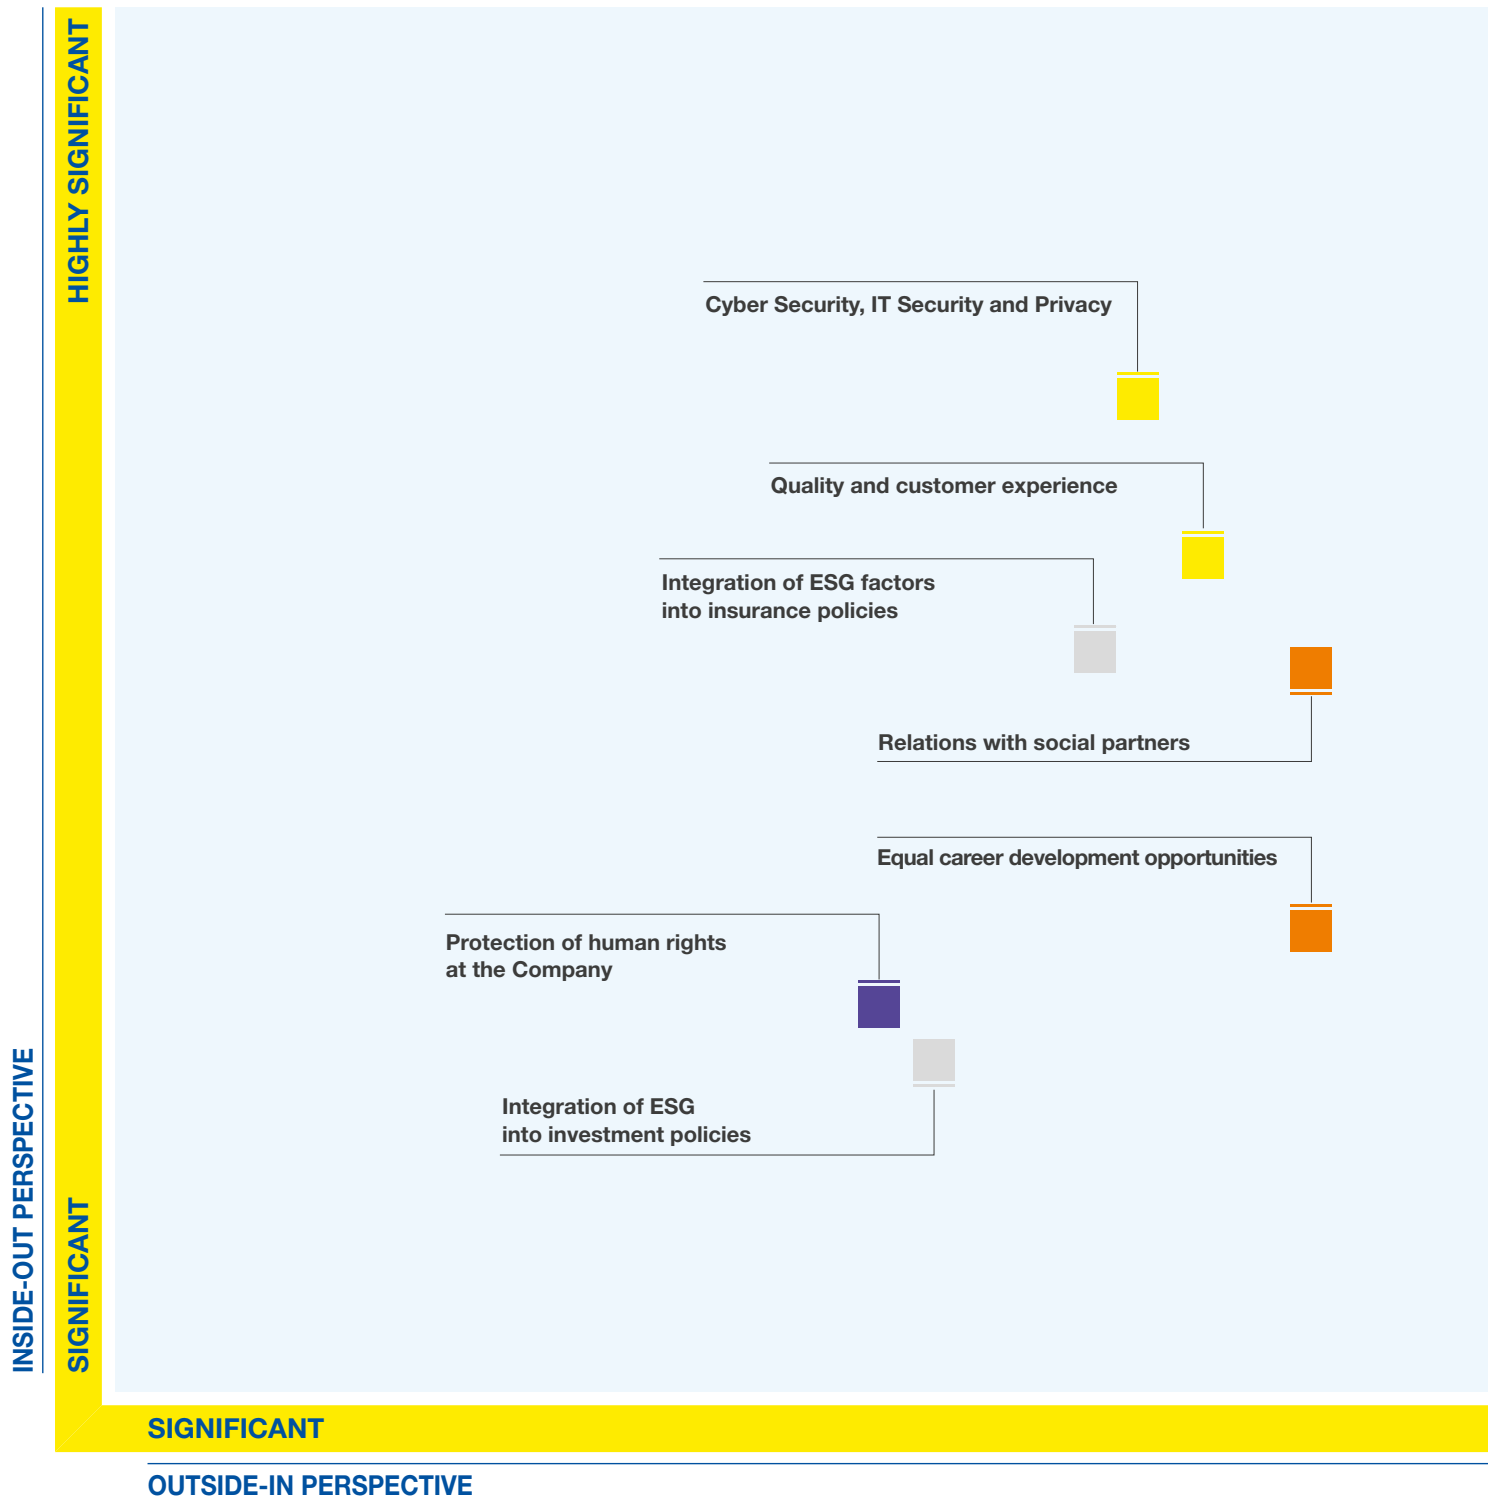 HIGHLY SIGNIFICANT
Cyber Security, IT Security and Privacy
Quality and customer experience
Integration of ESG factors
into insurance policies
Relations with social partners
Equal career development opportunities
Protection of human rights
at the Company
Integration of ESG
into investment policies
INSIDE-OUT PERSPECTIVE
SIGNIFICANT
SIGNIFICANT
OUTSIDE-IN PERSPECTIVE